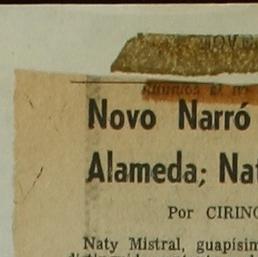 Novo Narró
Alameda; Nat
Por CIRINO
Naty Mistral, guapísim